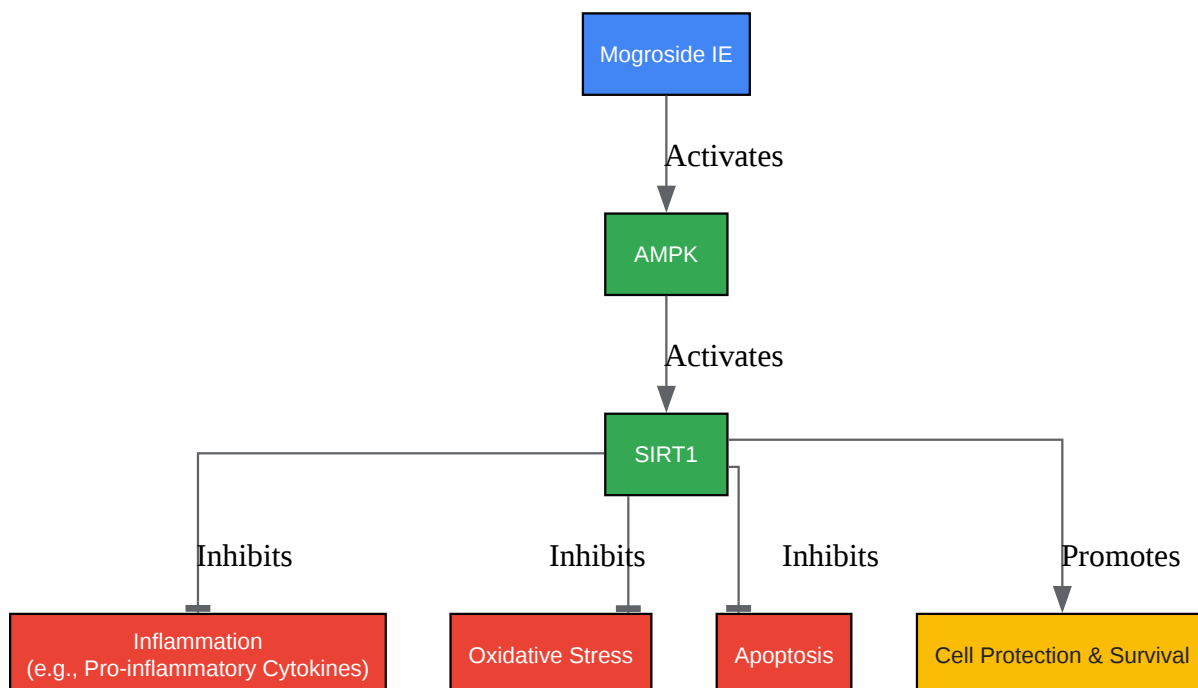 Mogroside IE
Activates
AMPK
Activates
SIRT1
Inhibits
Inhibits
Inhibits
Promotes
Inflammation
(e.g., Pro-inflammatory Cytokines)
Oxidative Stress
Apoptosis
Cell Protection & Survival